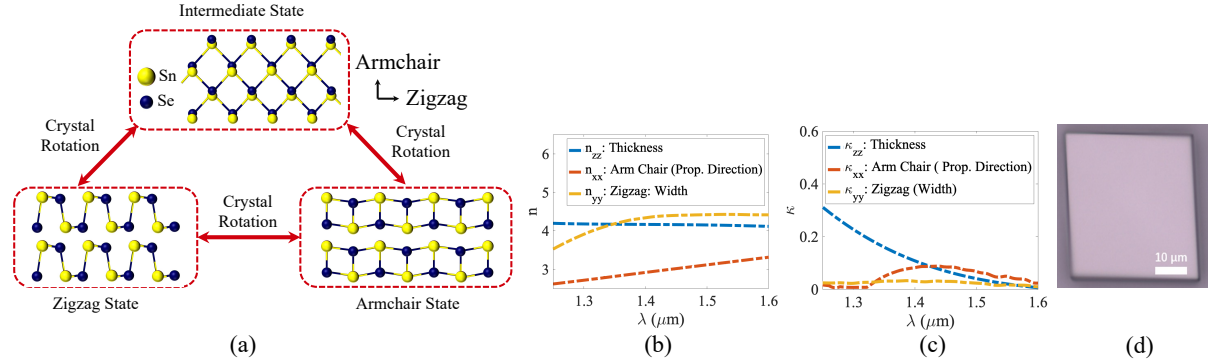 Intermediate State
Sn
Se
Armchair
Zigzag
Crystal
Rotation
Crystal
Rotation
Crystal
Rotation
Zigzag State
Armchair State
(a)
6
5
4
3
n
n_zz: Thickness
n_xx: Arm Chair (Prop. Direction)
n_yy: Zigzag: Width
1.3
1.4
1.5
1.6
λ (μm)
(b)
0.6
0.4
0.2
0
κ
κ_zz: Thickness
κ_xx: Arm Chair ( Prop. Direction)
κ_yy: Zigzag (Width)
1.3
1.4
1.5
1.6
λ (μm)
(c)
10 μm
(d)